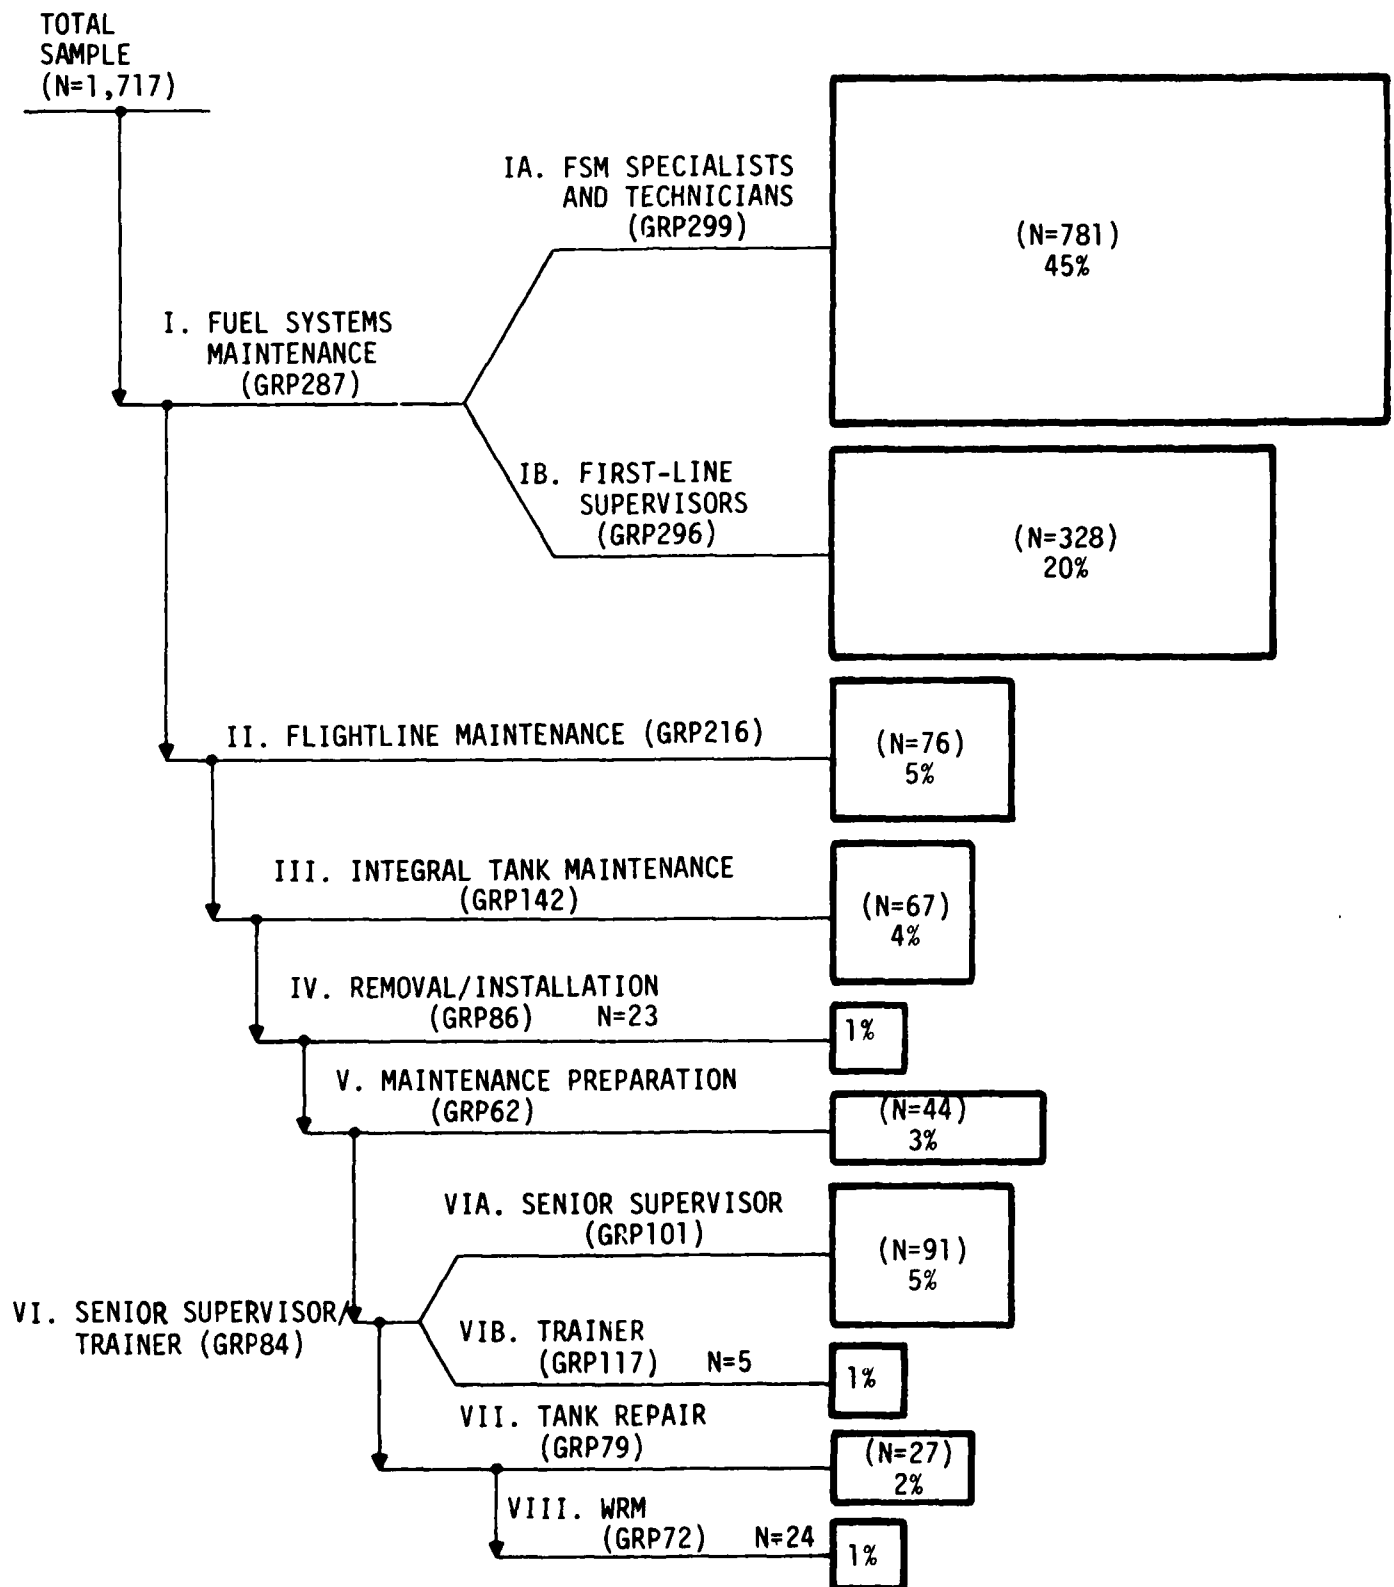 TOTAL
SAMPLE
(N=1,717)
IA. FSM SPECIALISTS
AND TECHNICIANS
(GRP299)
(N=781)
45%
I. FUEL SYSTEMS
MAINTENANCE
(GRP287)
IB. FIRST-LINE
SUPERVISORS
(GRP296)
(N=328)
20%
II. FLIGHTLINE MAINTENANCE (GRP216)
(N=76)
5%
III. INTEGRAL TANK MAINTENANCE
(GRP142)
(N=67)
4%
IV. REMOVAL/INSTALLATION
(GRP86) N=23
1%
V. MAINTENANCE PREPARATION
(GRP62)
(N=44)
3%
VIA. SENIOR SUPERVISOR
(GRP101)
(N=91)
5%
VI. SENIOR SUPERVISOR/
TRAINER (GRP84)
VIB. TRAINER
(GRP117) N=5
1%
VII. TANK REPAIR
(GRP79)
(N=27)
2%
VIII. WRM
(GRP72) N=24
1%